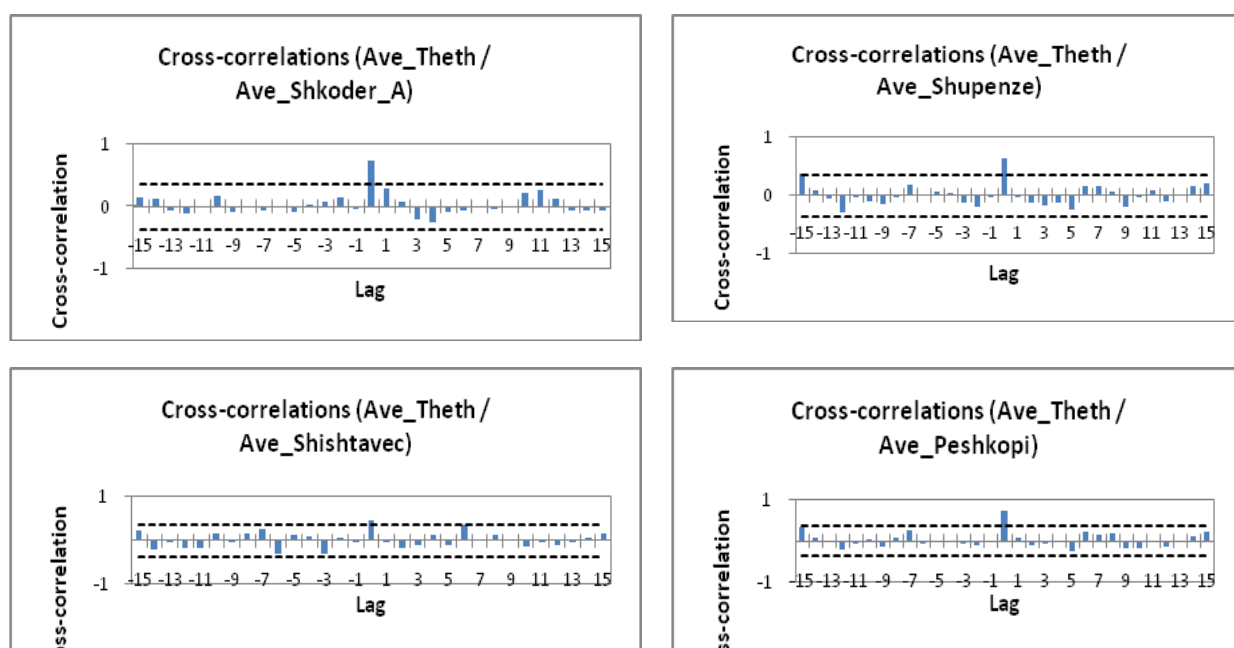 Cross-correlations (Ave_Theth /
Ave_Shkoder_A)
Cross-correlation
1
0
-1
-15 -13 -11 -9 -7 -5 -3 -1 1 3 5 7 9 11 13 15
Lag
Cross-correlations (Ave_Theth /
Ave_Shupenze)
Cross-correlation
1
0
-1
-15 -13 -11 -9 -7 -5 -3 -1 1 3 5 7 9 11 13 15
Lag
Cross-correlations (Ave_Theth /
Ave_Shishtavec)
ss-correlation
1
-1
-15 -13 -11 -9 -7 -5 -3 -1 1 3 5 7 9 11 13 15
Lag
Cross-correlations (Ave_Theth /
Ave_Peshkopi)
ss-correlation
1
-1
-15 -13 -11 -9 -7 -5 -3 -1 1 3 5 7 9 11 13 15
Lag